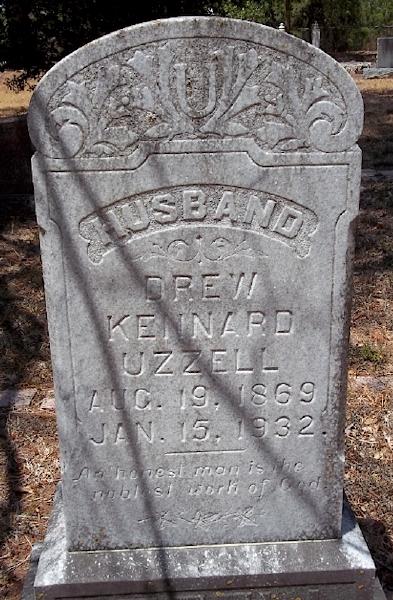 U
HUSBAND
DREW
KENNARD
UZZELL
AUG. 19, 1869
JAN. 15, 1932.
An honest man is the
noblest work of God